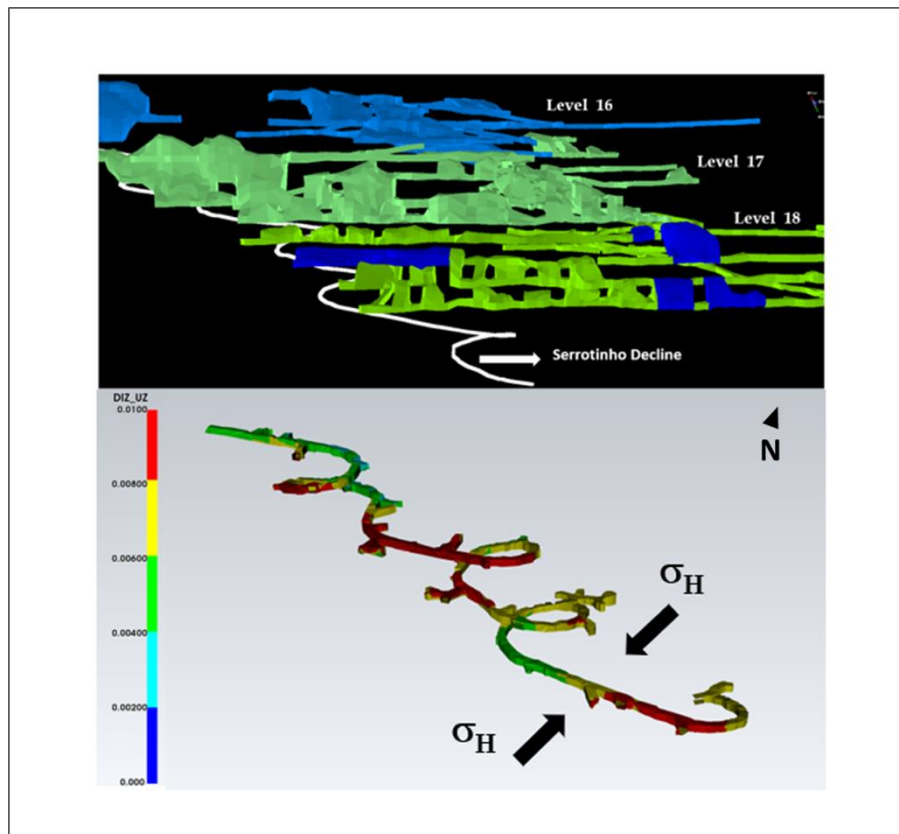 Level 16
Level 17
Level 18
Serrotinho Decline
DIZ_UZ
0.0100
0.00800
0.00600
0.00400
0.00200
0.000
N
σH
σH